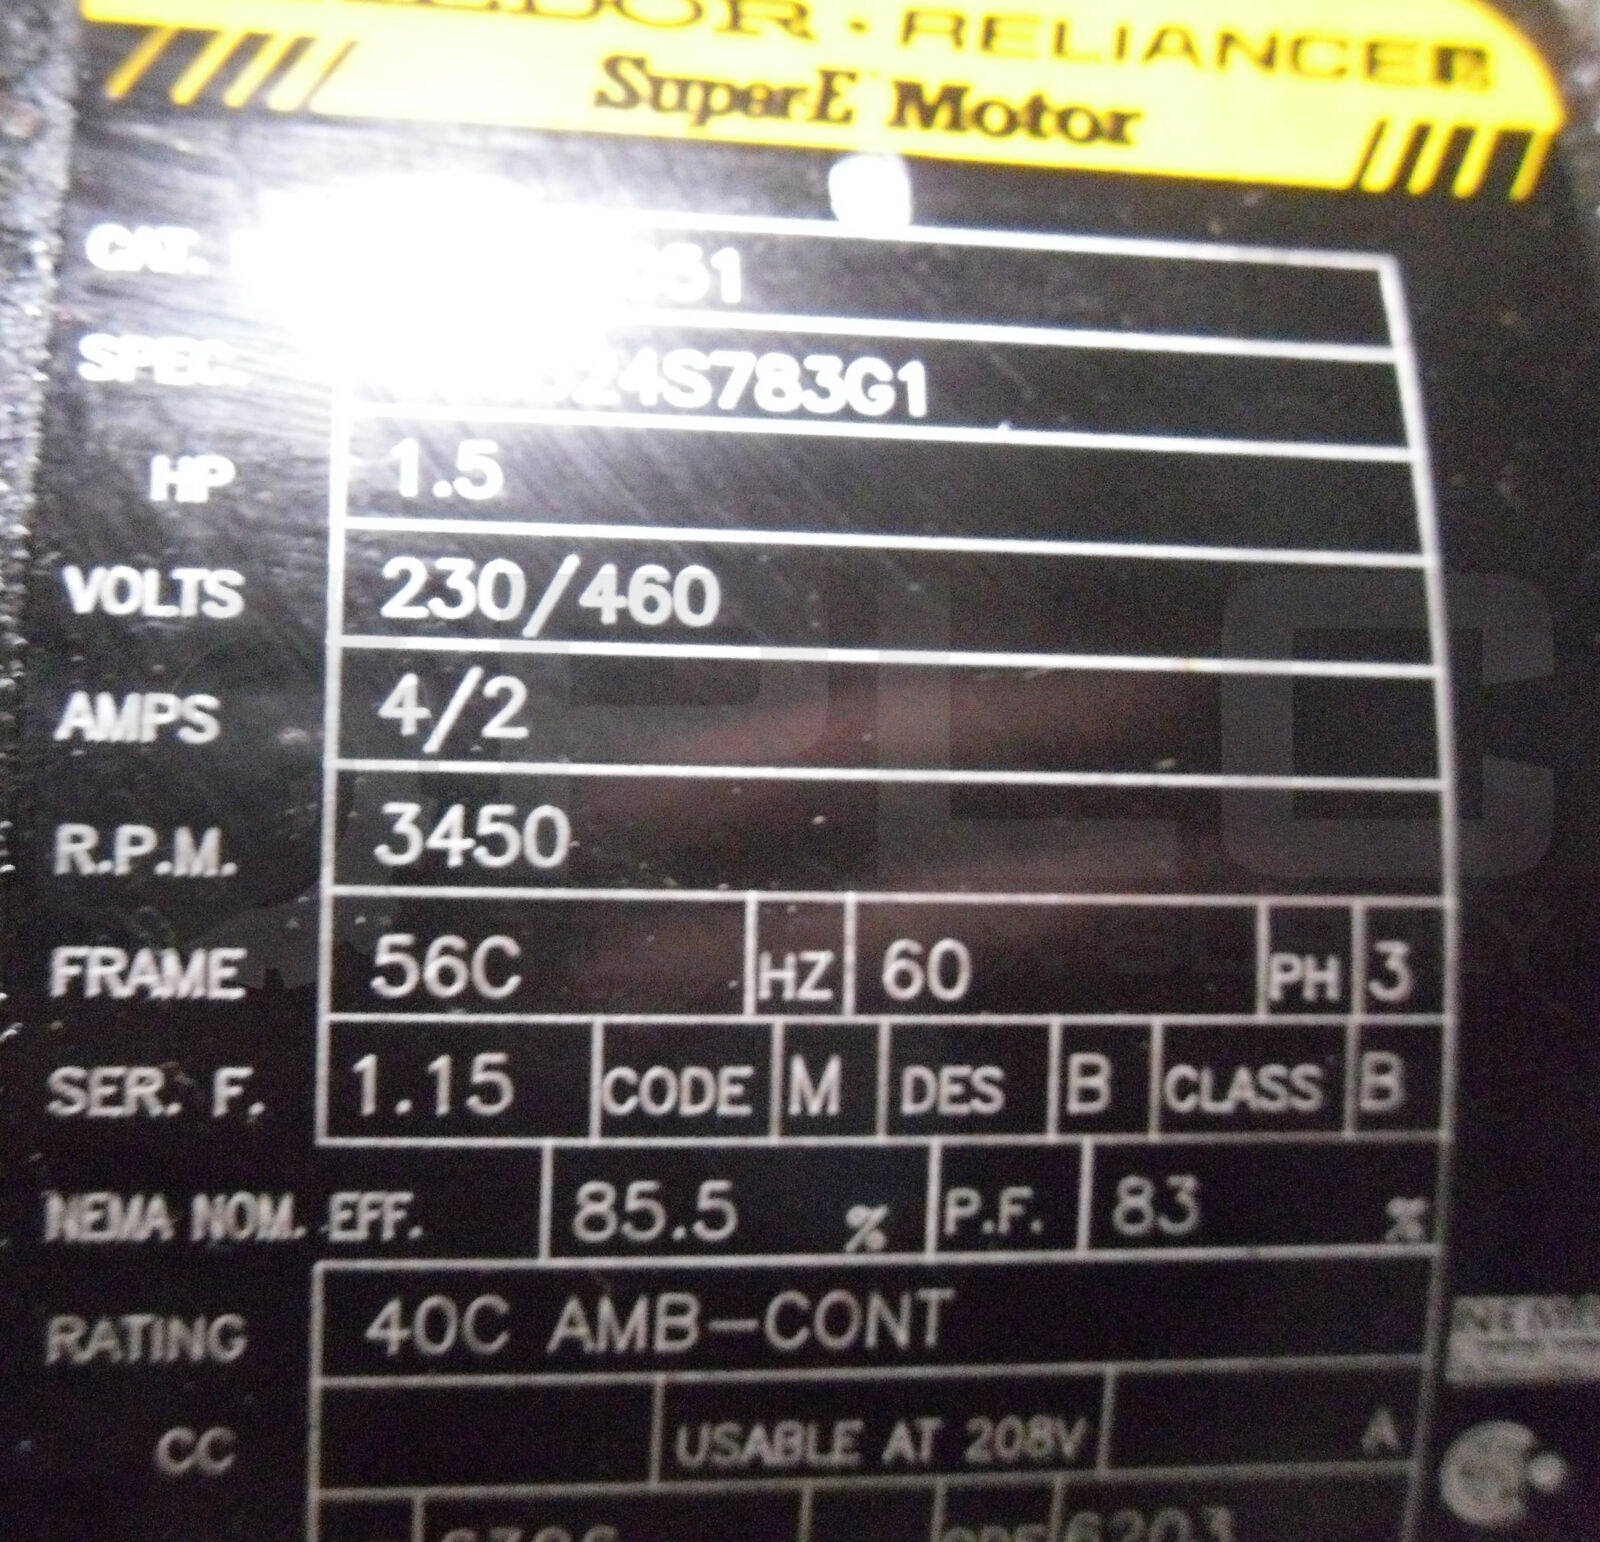 RELIANCE
Super-E Motor
CAT.
SPEC. 24S783G1
HP 1.5
VOLTS 230/460
AMPS 4/2
R.P.M. 3450
FRAME 56C HZ 60 PH 3
SER. F. 1.15 CODE M DES B CLASS B
NEMA NOM. EFF. 85.5 % P.F. 83 %
RATING 40C AMB-CONT
CC USABLE AT 208V A
6203